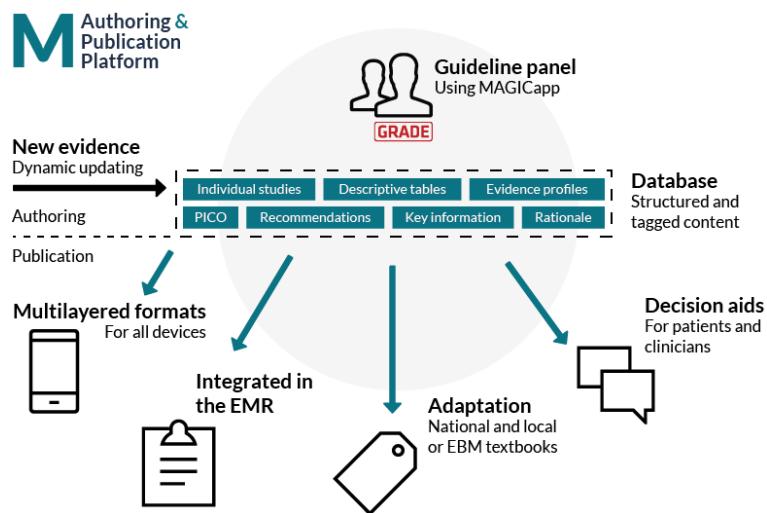 M
Authoring &
Publication
Platform
Guideline panel
Using MAGICapp
GRADE
New evidence
Dynamic updating
Individual studies
Descriptive tables
Evidence profiles
PICO
Recommendations
Key information
Rationale
Database
Structured and
tagged content
Authoring
Publication
Multilayered formats
For all devices
Integrated in
the EMR
Adaptation
National and local
or EBM textbooks
Decision aids
For patients and
clinicians